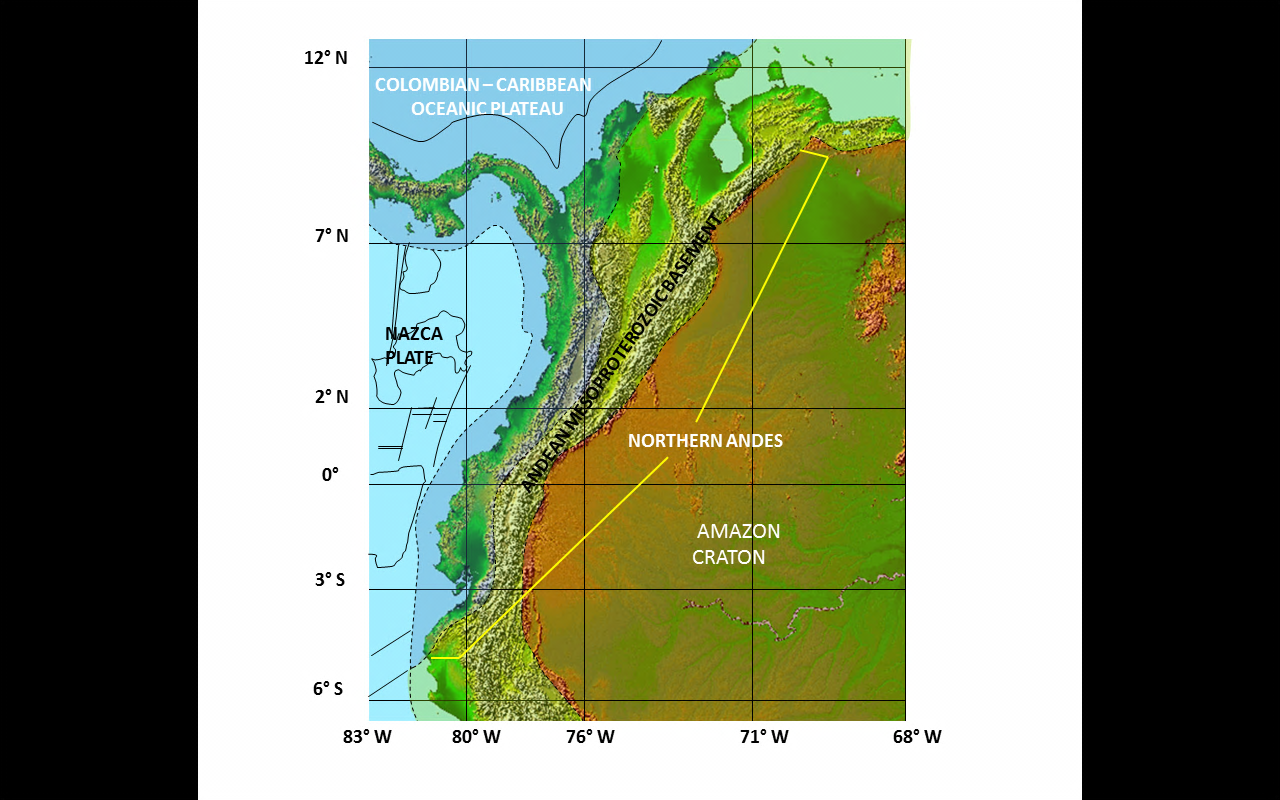 12° N
COLOMBIAN – CARIBBEAN
OCEANIC PLATEAU
7° N
ANDEAN MESOPROTEROZOIC BASEMENT
NAZCA
PLATE
2° N
NORTHERN ANDES
0°
AMAZON
CRATON
3° S
6° S
83° W 80° W 76° W 71° W 68° W